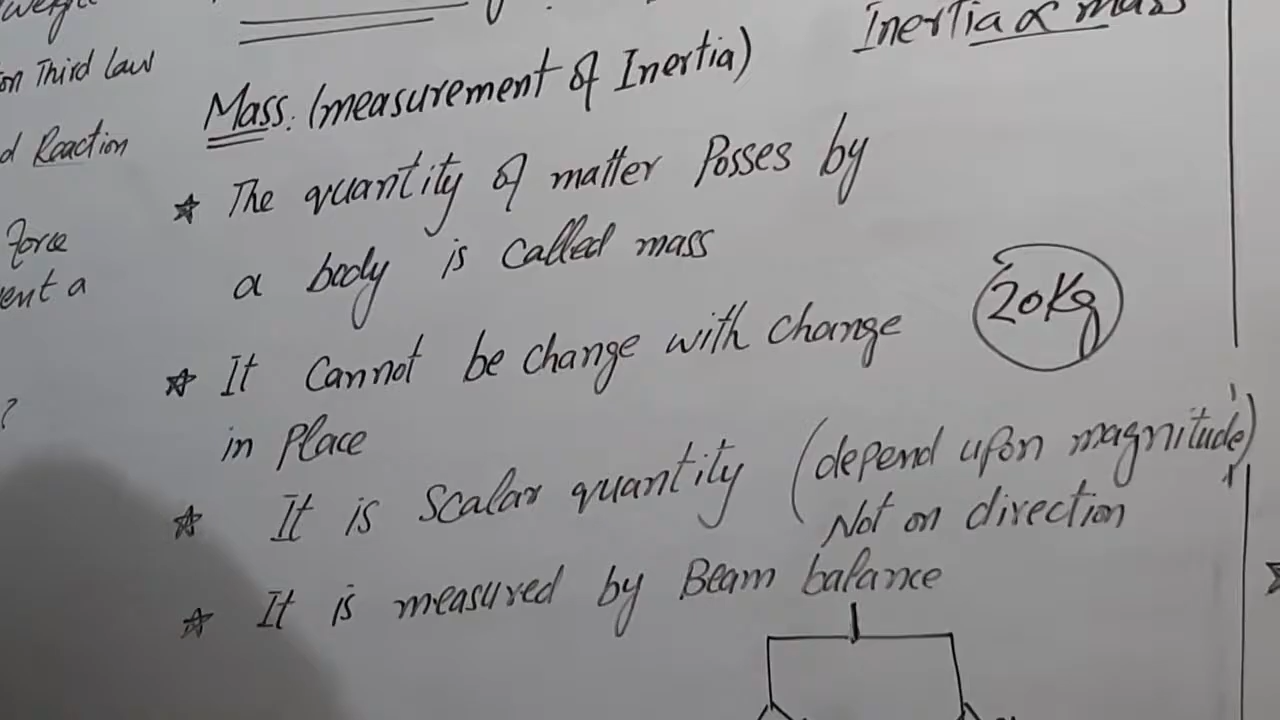 on Third Law
d Reaction
Force
ent a
?
Inertia ∝ mass
Mass: (measurement of Inertia)
☆ The quantity of matter Posses by
a body is called mass
20Kg
☆ It Cannot be change with change
in Place
☆ It is Scalar quantity (depend upon magnitude)
Not on direction
☆ It is measured by Beam balance